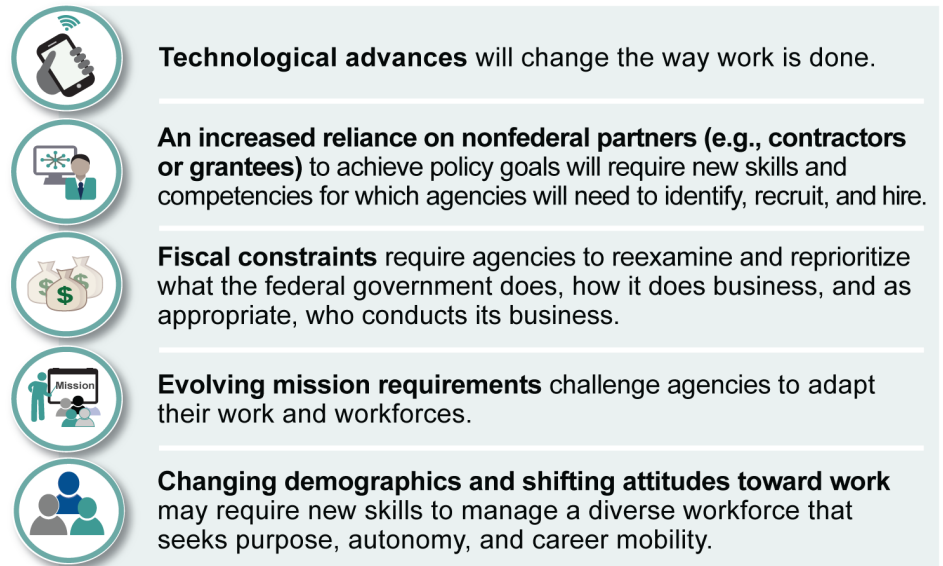 Technological advances will change the way work is done.
An increased reliance on nonfederal partners (e.g., contractors
or grantees) to achieve policy goals will require new skills and
competencies for which agencies will need to identify, recruit, and hire.
$ $ $
Fiscal constraints require agencies to reexamine and reprioritize
what the federal government does, how it does business, and as
appropriate, who conducts its business.
Mission
Evolving mission requirements challenge agencies to adapt
their work and workforces.
Changing demographics and shifting attitudes toward work
may require new skills to manage a diverse workforce that
seeks purpose, autonomy, and career mobility.